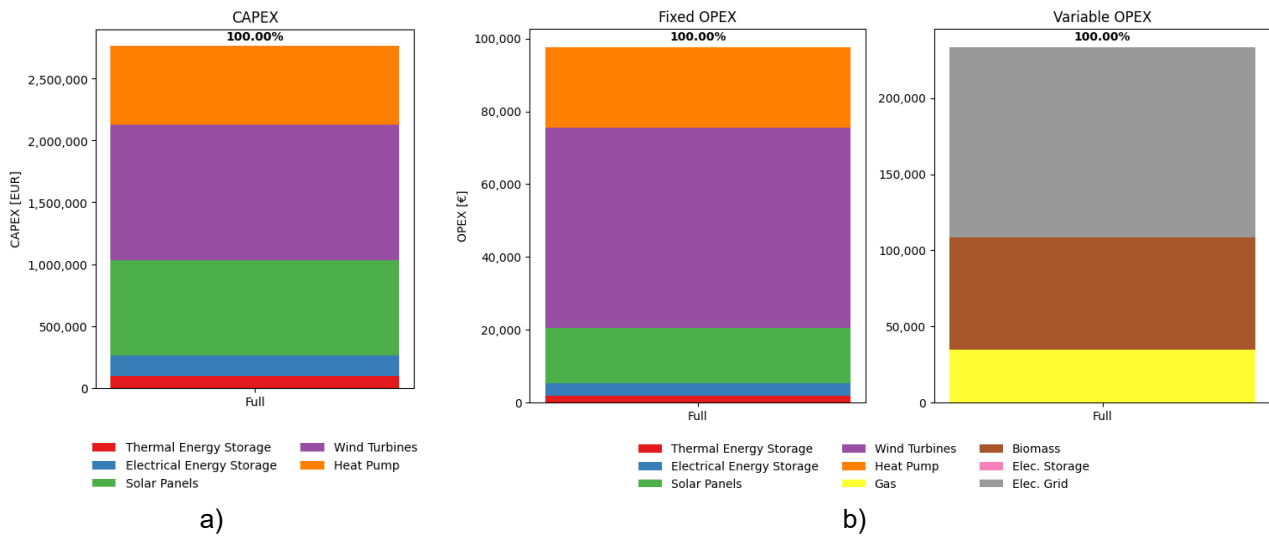 CAPEX
100.00%
CAPEX [EUR]
2,500,000
2,000,000
1,500,000
1,000,000
500,000
0
Full
Thermal Energy Storage
Electrical Energy Storage
Solar Panels
Wind Turbines
Heat Pump
a)
Fixed OPEX
100.00%
OPEX [€]
100,000
80,000
60,000
40,000
20,000
0
Full
Variable OPEX
100.00%
200,000
150,000
100,000
50,000
0
Full
Thermal Energy Storage
Electrical Energy Storage
Solar Panels
Wind Turbines
Heat Pump
Gas
Biomass
Elec. Storage
Elec. Grid
b)